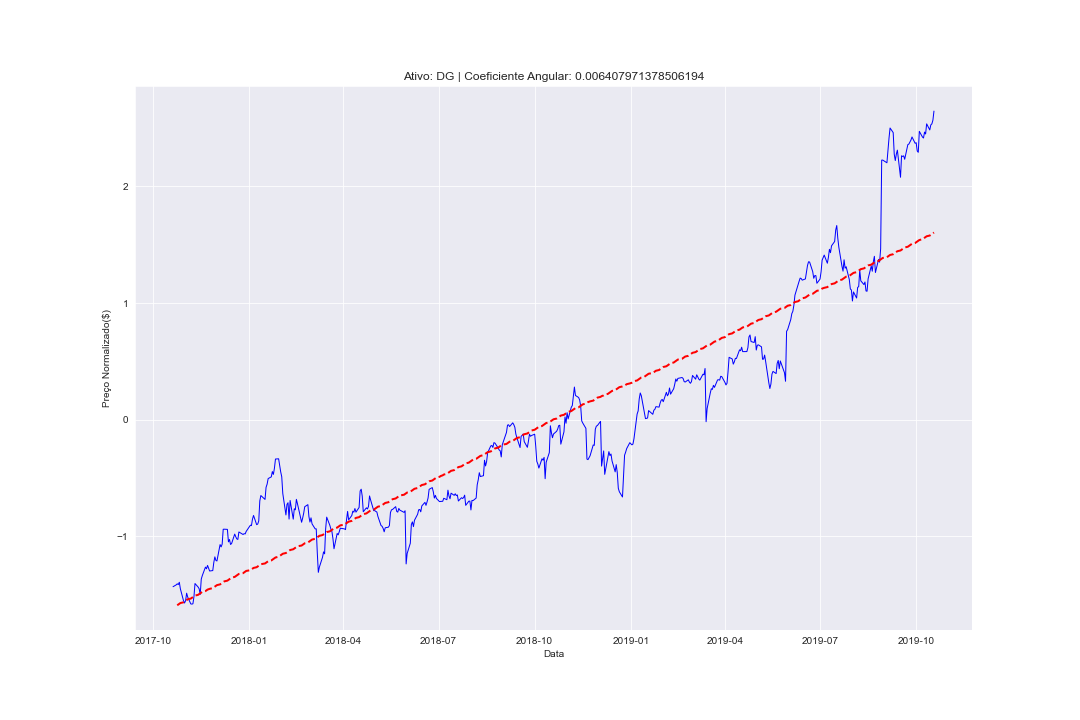 Ativo: DG | Coeficiente Angular: 0.006407971378506194
Preço Normalizado($)
2
1
0
−1
2017-10 2018-01 2018-04 2018-07 2018-10 2019-01 2019-04 2019-07 2019-10
Data